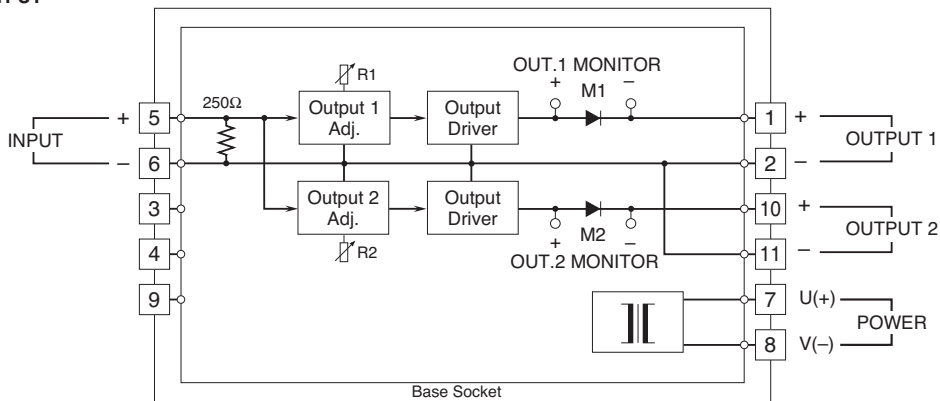 R1
OUT.1 MONITOR
+ –
M1
250Ω
INPUT
+ 5
– 6
3
4
9
Output 1
Adj.
Output
Driver
1 +
2 –
OUTPUT 1
Output 2
Adj.
Output
Driver
R2
M2
+ –
OUT.2 MONITOR
10 +
11 –
OUTPUT 2
7 U(+)
8 V(–)
POWER
Base Socket